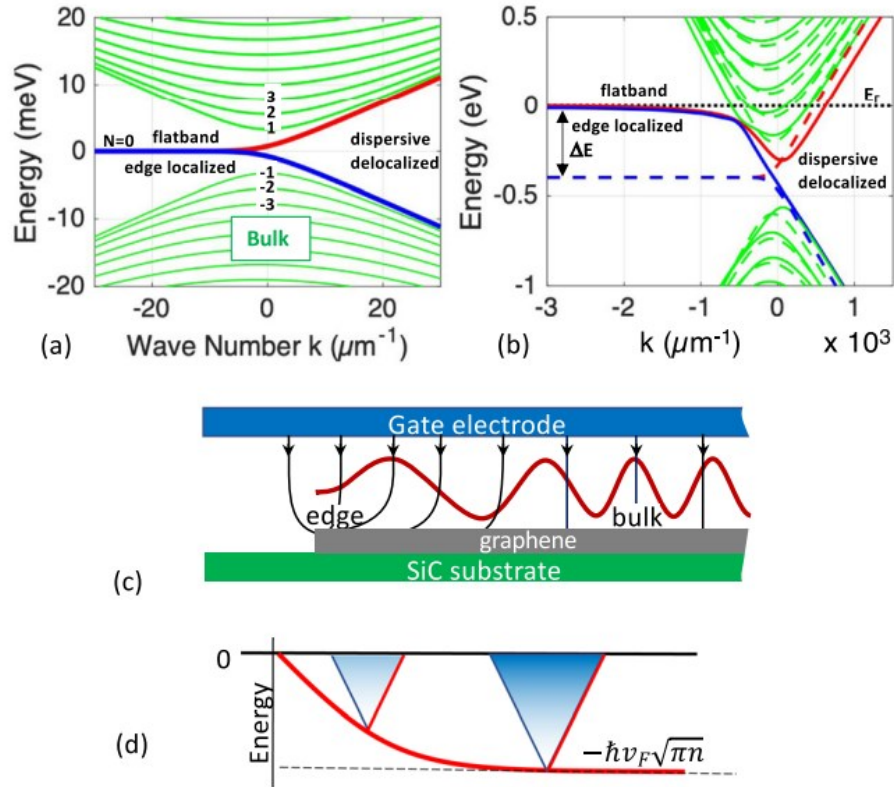 20
10
0
-10
-20
Energy (meV)
N=0
flatband
edge localized
3
2
1
-1
-2
-3
dispersive
delocalized
Bulk
-20
0
20
(a)
Wave Number k (μm⁻¹)
0.5
0
-0.5
-1
Energy (eV)
flatband
edge localized
E_f
ΔE
dispersive
delocalized
-3
-2
-1
0
1
(b)
k (μm⁻¹)
x 10³
Gate electrode
edge
bulk
graphene
SiC substrate
(c)
0
Energy
−ℏv_F√πn
(d)